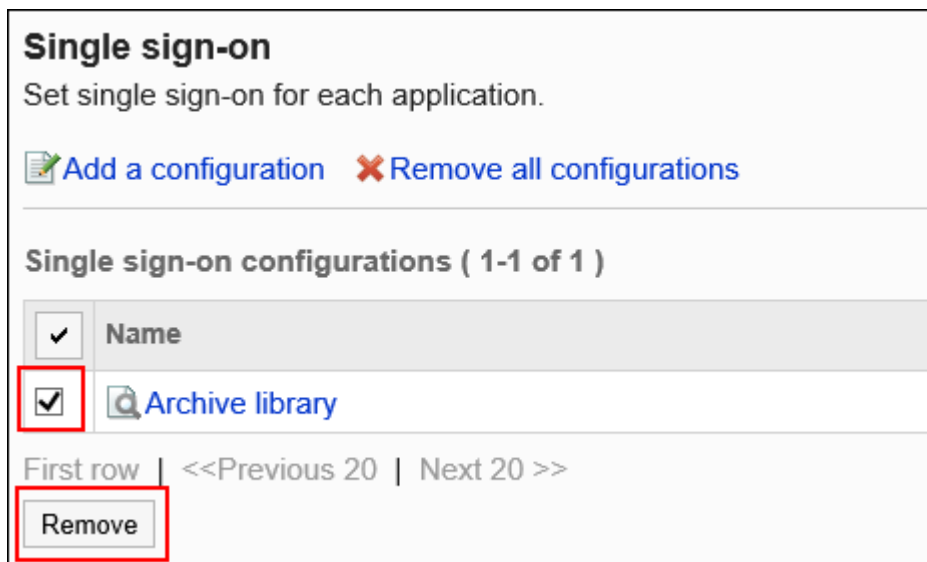 Single sign-on
Set single sign-on for each application.
Add a configuration Remove all configurations
Single sign-on configurations ( 1-1 of 1 )
Name
Archive library
First row | <<Previous 20 | Next 20 >>
Remove